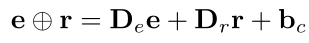 e ⊕ r = D_e e + D_r r + b_c